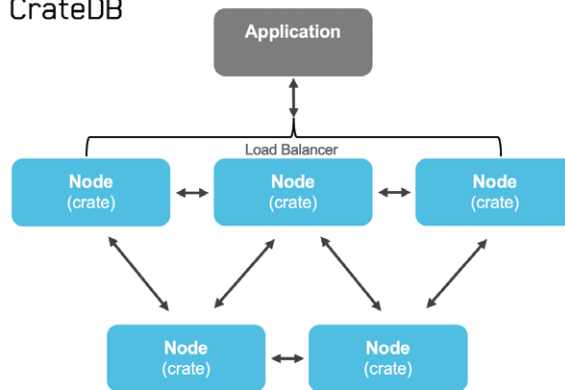 CrateDB
Application
Load Balancer
Node
(crate)
Node
(crate)
Node
(crate)
Node
(crate)
Node
(crate)